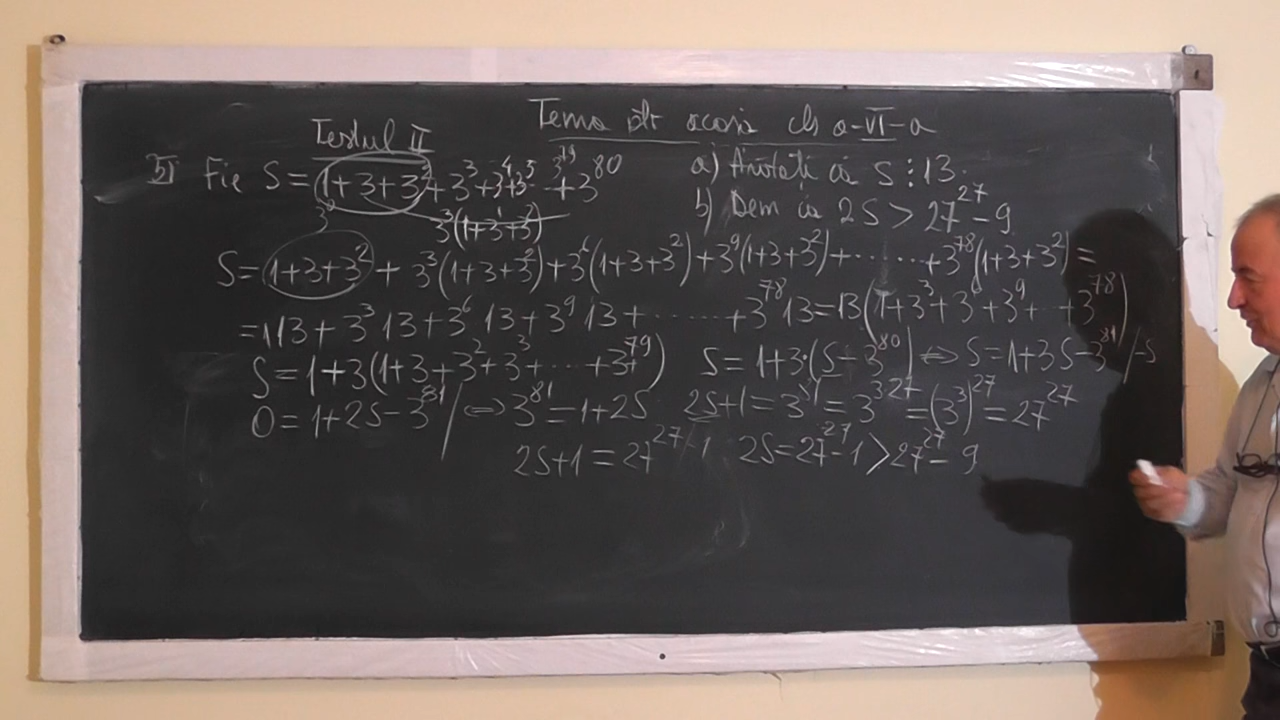 Testul II Tema ptr acasă cls a-VI-a
5) Fie S = 1+3+3²+3³+3⁴+3⁵ ... 3⁷⁹+3⁸⁰ a) Arătați că S⋮13.
3³(1+3+3²) b) Dem că 2S > 27²⁷-9
S = 1+3+3² + 3³(1+3+3²)+3⁶(1+3+3²)+3⁹(1+3+3²)+.......+3⁷⁸(1+3+3²) =
= 1·13 + 3³·13 + 3⁶·13 + 3⁹·13 + ....... + 3⁷⁸·13 = 13(1+3³+3⁶+3⁹+...+3⁷⁸)
S = 1+3(1+3+3²+3³+...+3⁷⁹) S = 1+3·(S-3⁸⁰) ⇔ S = 1+3S-3⁸¹ /-S
0 = 1+2S-3⁸¹ / ⇔ 3⁸¹ = 1+2S 2S+1 = 3⁸¹ = 3³·²⁷ = (3³)²⁷ = 27²⁷
2S+1 = 27²⁷ /-1 2S = 27²⁷-1 > 27²⁷-9